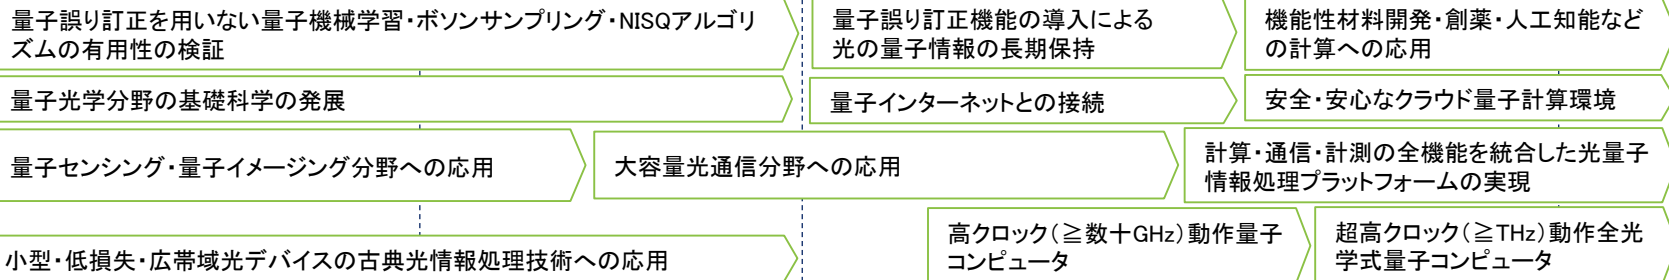 量子誤り訂正を用いない量子機械学習・ボソンサンプリング・NISQアルゴリ
ズムの有用性の検証
量子誤り訂正機能の導入による
光の量子情報の長期保持
機能性材料開発・創薬・人工知能など
の計算への応用
量子光学分野の基礎科学の発展
量子インターネットとの接続
安全・安心なクラウド量子計算環境
量子センシング・量子イメージング分野への応用
大容量光通信分野への応用
計算・通信・計測の全機能を統合した光量子
情報処理プラットフォームの実現
小型・低損失・広帯域光デバイスの古典光情報処理技術への応用
高クロック(≧数十GHz)動作量子
コンピュータ
超高クロック(≧THz)動作全光
学式量子コンピュータ